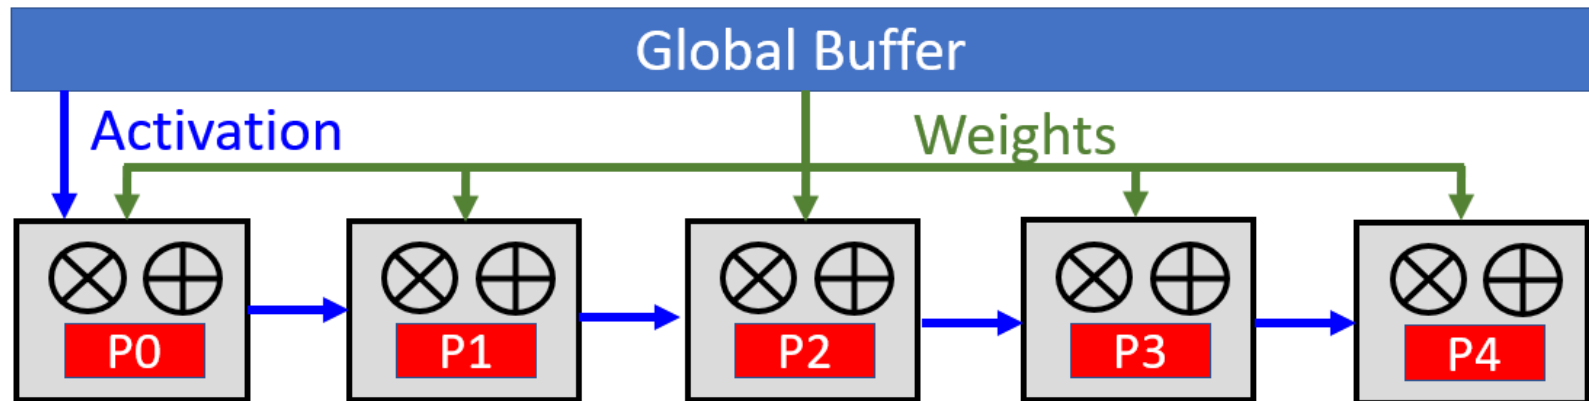 Global Buffer
Activation
Weights
P0
P1
P2
P3
P4